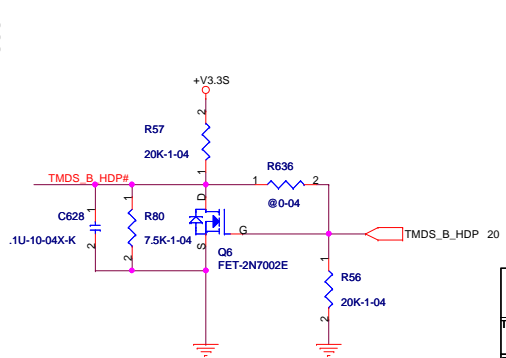 +V3.3S
2
R57
20K-1-04
1
R636
TMDS_B_HDP#
1
2
@0-04
1
1
D
C628
R80
G
TMDS_B_HDP 20
.1U-10-04X-K
7.5K-1-04
S
2
2
Q6
FET-2N7002E
1
R56
20K-1-04
2